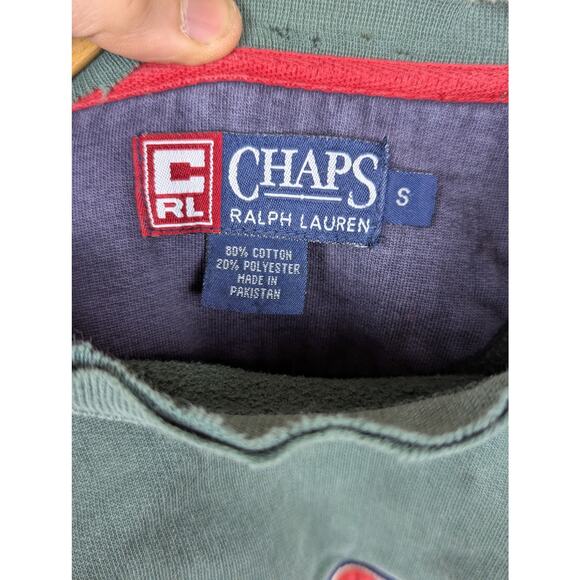 C
RL
CHAPS
RALPH LAUREN
S
80% COTTON
20% POLYESTER
MADE IN
PAKISTAN